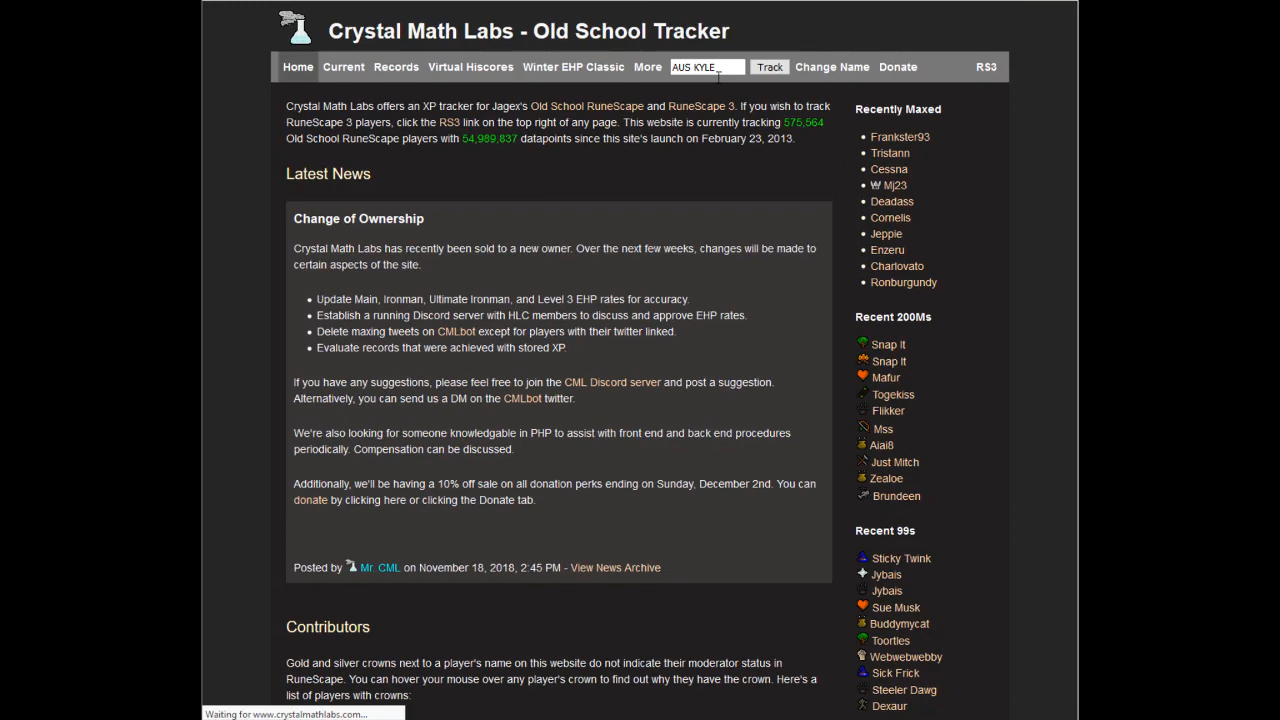 Crystal Math Labs - Old School Tracker
Home Current Records Virtual Hiscores Winter EHP Classic More AUS KYLE Track Change Name Donate RS3
Crystal Math Labs offers an XP tracker for Jagex's Old School RuneScape and RuneScape 3. If you wish to track
RuneScape 3 players, click the RS3 link on the top right of any page. This website is currently tracking 575,564
Old School RuneScape players with 54,989,837 datapoints since this site's launch on February 23, 2013.
Latest News
Change of Ownership
Crystal Math Labs has recently been sold to a new owner. Over the next few weeks, changes will be made to
certain aspects of the site.
• Update Main, Ironman, Ultimate Ironman, and Level 3 EHP rates for accuracy.
• Establish a running Discord server with HLC members to discuss and approve EHP rates.
• Delete maxing tweets on CMLbot except for players with their twitter linked.
• Evaluate records that were achieved with stored XP.
If you have any suggestions, please feel free to join the CML Discord server and post a suggestion.
Alternatively, you can send us a DM on the CMLbot twitter.
We're also looking for someone knowledgable in PHP to assist with front end and back end procedures
periodically. Compensation can be discussed.
Additionally, we'll be having a 10% off sale on all donation perks ending on Sunday, December 2nd. You can
donate by clicking here or clicking the Donate tab.
Posted by Mr. CML on November 18, 2018, 2:45 PM - View News Archive
Contributors
Gold and silver crowns next to a player's name on this website do not indicate their moderator status in
RuneScape. You can hover your mouse over any player's crown to find out why they have the crown. Here's a
list of players with crowns:
Recently Maxed
• Frankster93
• Tristann
• Cessna
• Mj23
• Deadass
• Cornelis
• Jeppie
• Enzeru
• Charlovato
• Ronburgundy
Recent 200Ms
Snap It
Snap It
Mafur
Togekiss
Flikker
Mss
Aiai8
Just Mitch
Zealoe
Brundeen
Recent 99s
Sticky Twink
Jybais
Jybais
Sue Musk
Buddymycat
Toortles
Webwebwebby
Sick Frick
Steeler Dawg
Dexaur
Waiting for www.crystalmathlabs.com...